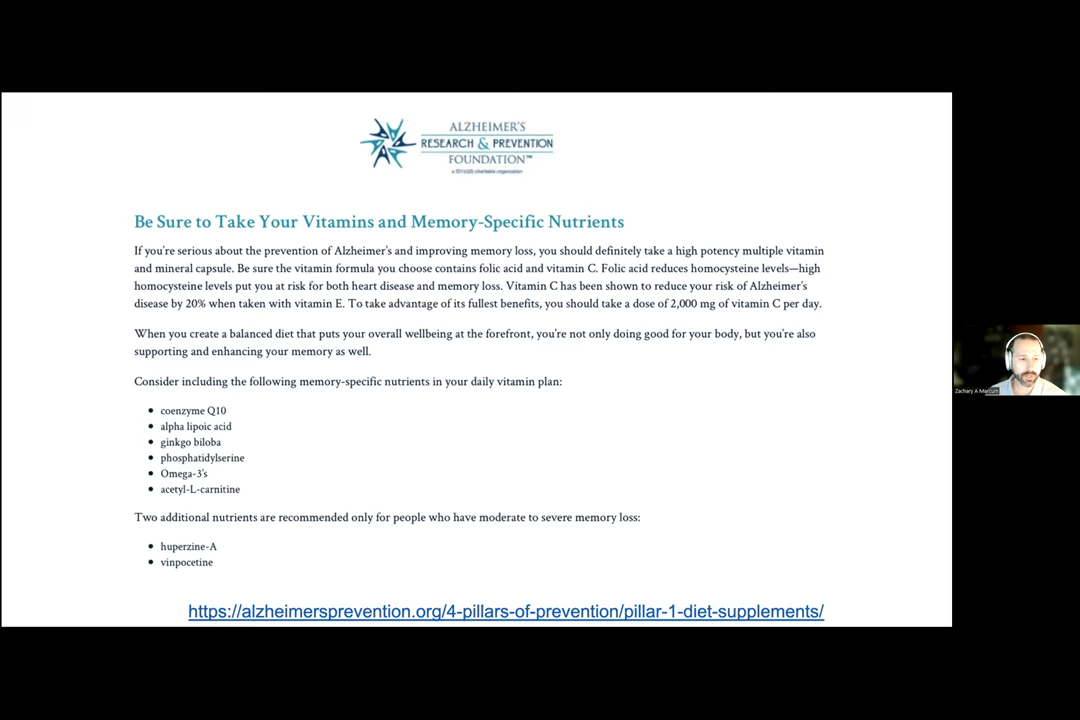 ALZHEIMER'S
RESEARCH & PREVENTION
FOUNDATION™
a 501(c)(3) charitable organization
Be Sure to Take Your Vitamins and Memory-Specific Nutrients
If you're serious about the prevention of Alzheimer's and improving memory loss, you should definitely take a high potency multiple vitamin
and mineral capsule. Be sure the vitamin formula you choose contains folic acid and vitamin C. Folic acid reduces homocysteine levels—high
homocysteine levels put you at risk for both heart disease and memory loss. Vitamin C has been shown to reduce your risk of Alzheimer's
disease by 20% when taken with vitamin E. To take advantage of its fullest benefits, you should take a dose of 2,000 mg of vitamin C per day.
When you create a balanced diet that puts your overall wellbeing at the forefront, you're not only doing good for your body, but you're also
supporting and enhancing your memory as well.
Consider including the following memory-specific nutrients in your daily vitamin plan:
• coenzyme Q10
• alpha lipoic acid
• ginkgo biloba
• phosphatidylserine
• Omega-3's
• acetyl-L-carnitine
Two additional nutrients are recommended only for people who have moderate to severe memory loss:
• huperzine-A
• vinpocetine
https://alzheimersprevention.org/4-pillars-of-prevention/pillar-1-diet-supplements/
Zachary A Marcum